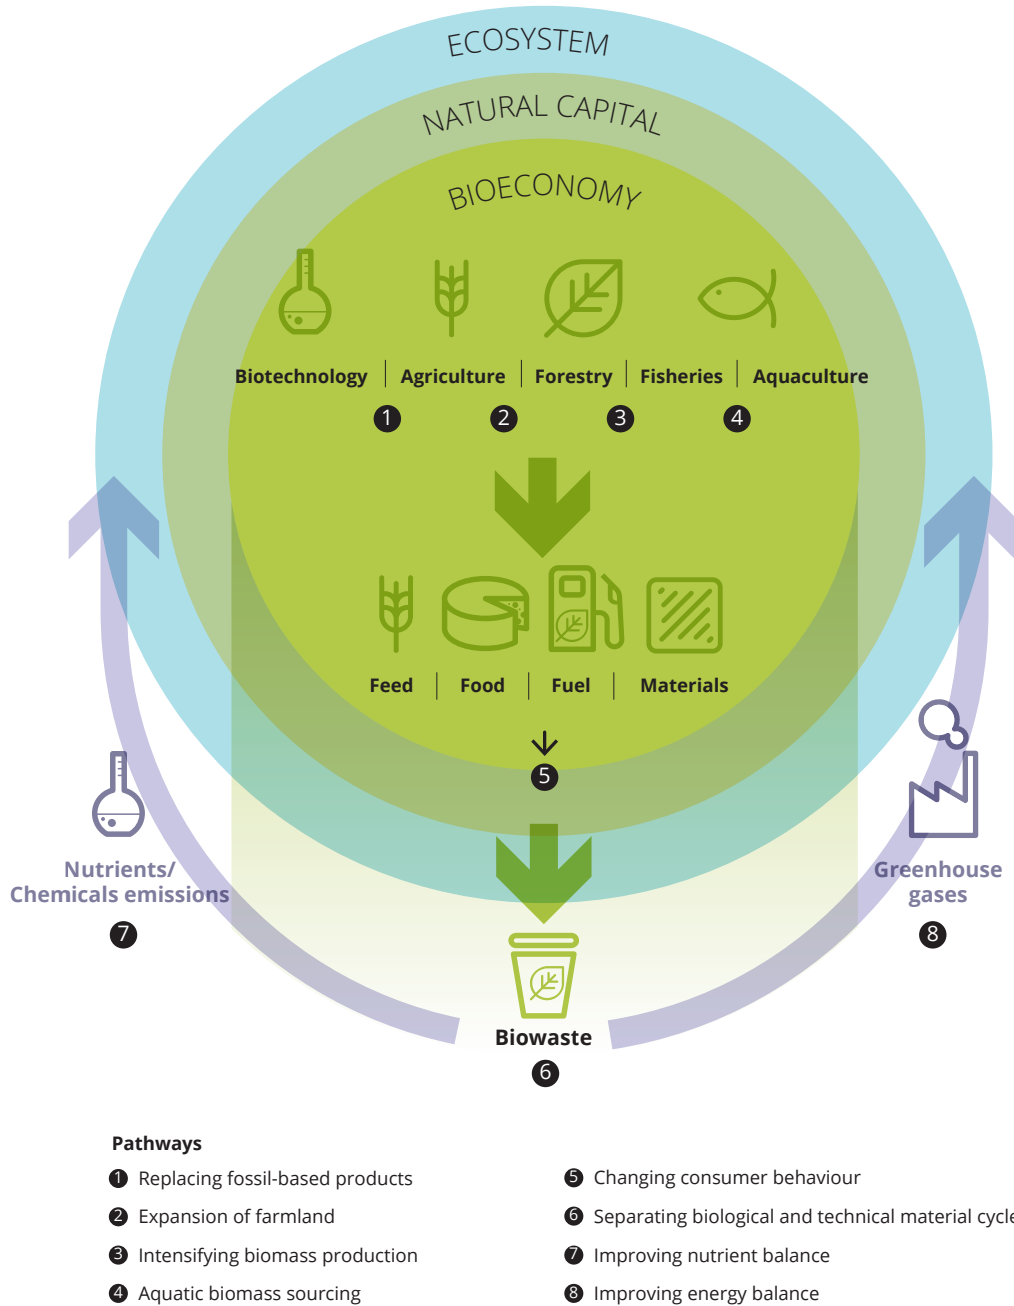 ECOSYSTEM
NATURAL CAPITAL
BIOECONOMY
Biotechnology | Agriculture | Forestry | Fisheries | Aquaculture
1 2 3 4
Feed | Food | Fuel | Materials
5
Nutrients/
Chemicals emissions
7
Greenhouse
gases
8
Biowaste
6
Pathways
1 Replacing fossil-based products
2 Expansion of farmland
3 Intensifying biomass production
4 Aquatic biomass sourcing
5 Changing consumer behaviour
6 Separating biological and technical material cycle
7 Improving nutrient balance
8 Improving energy balance